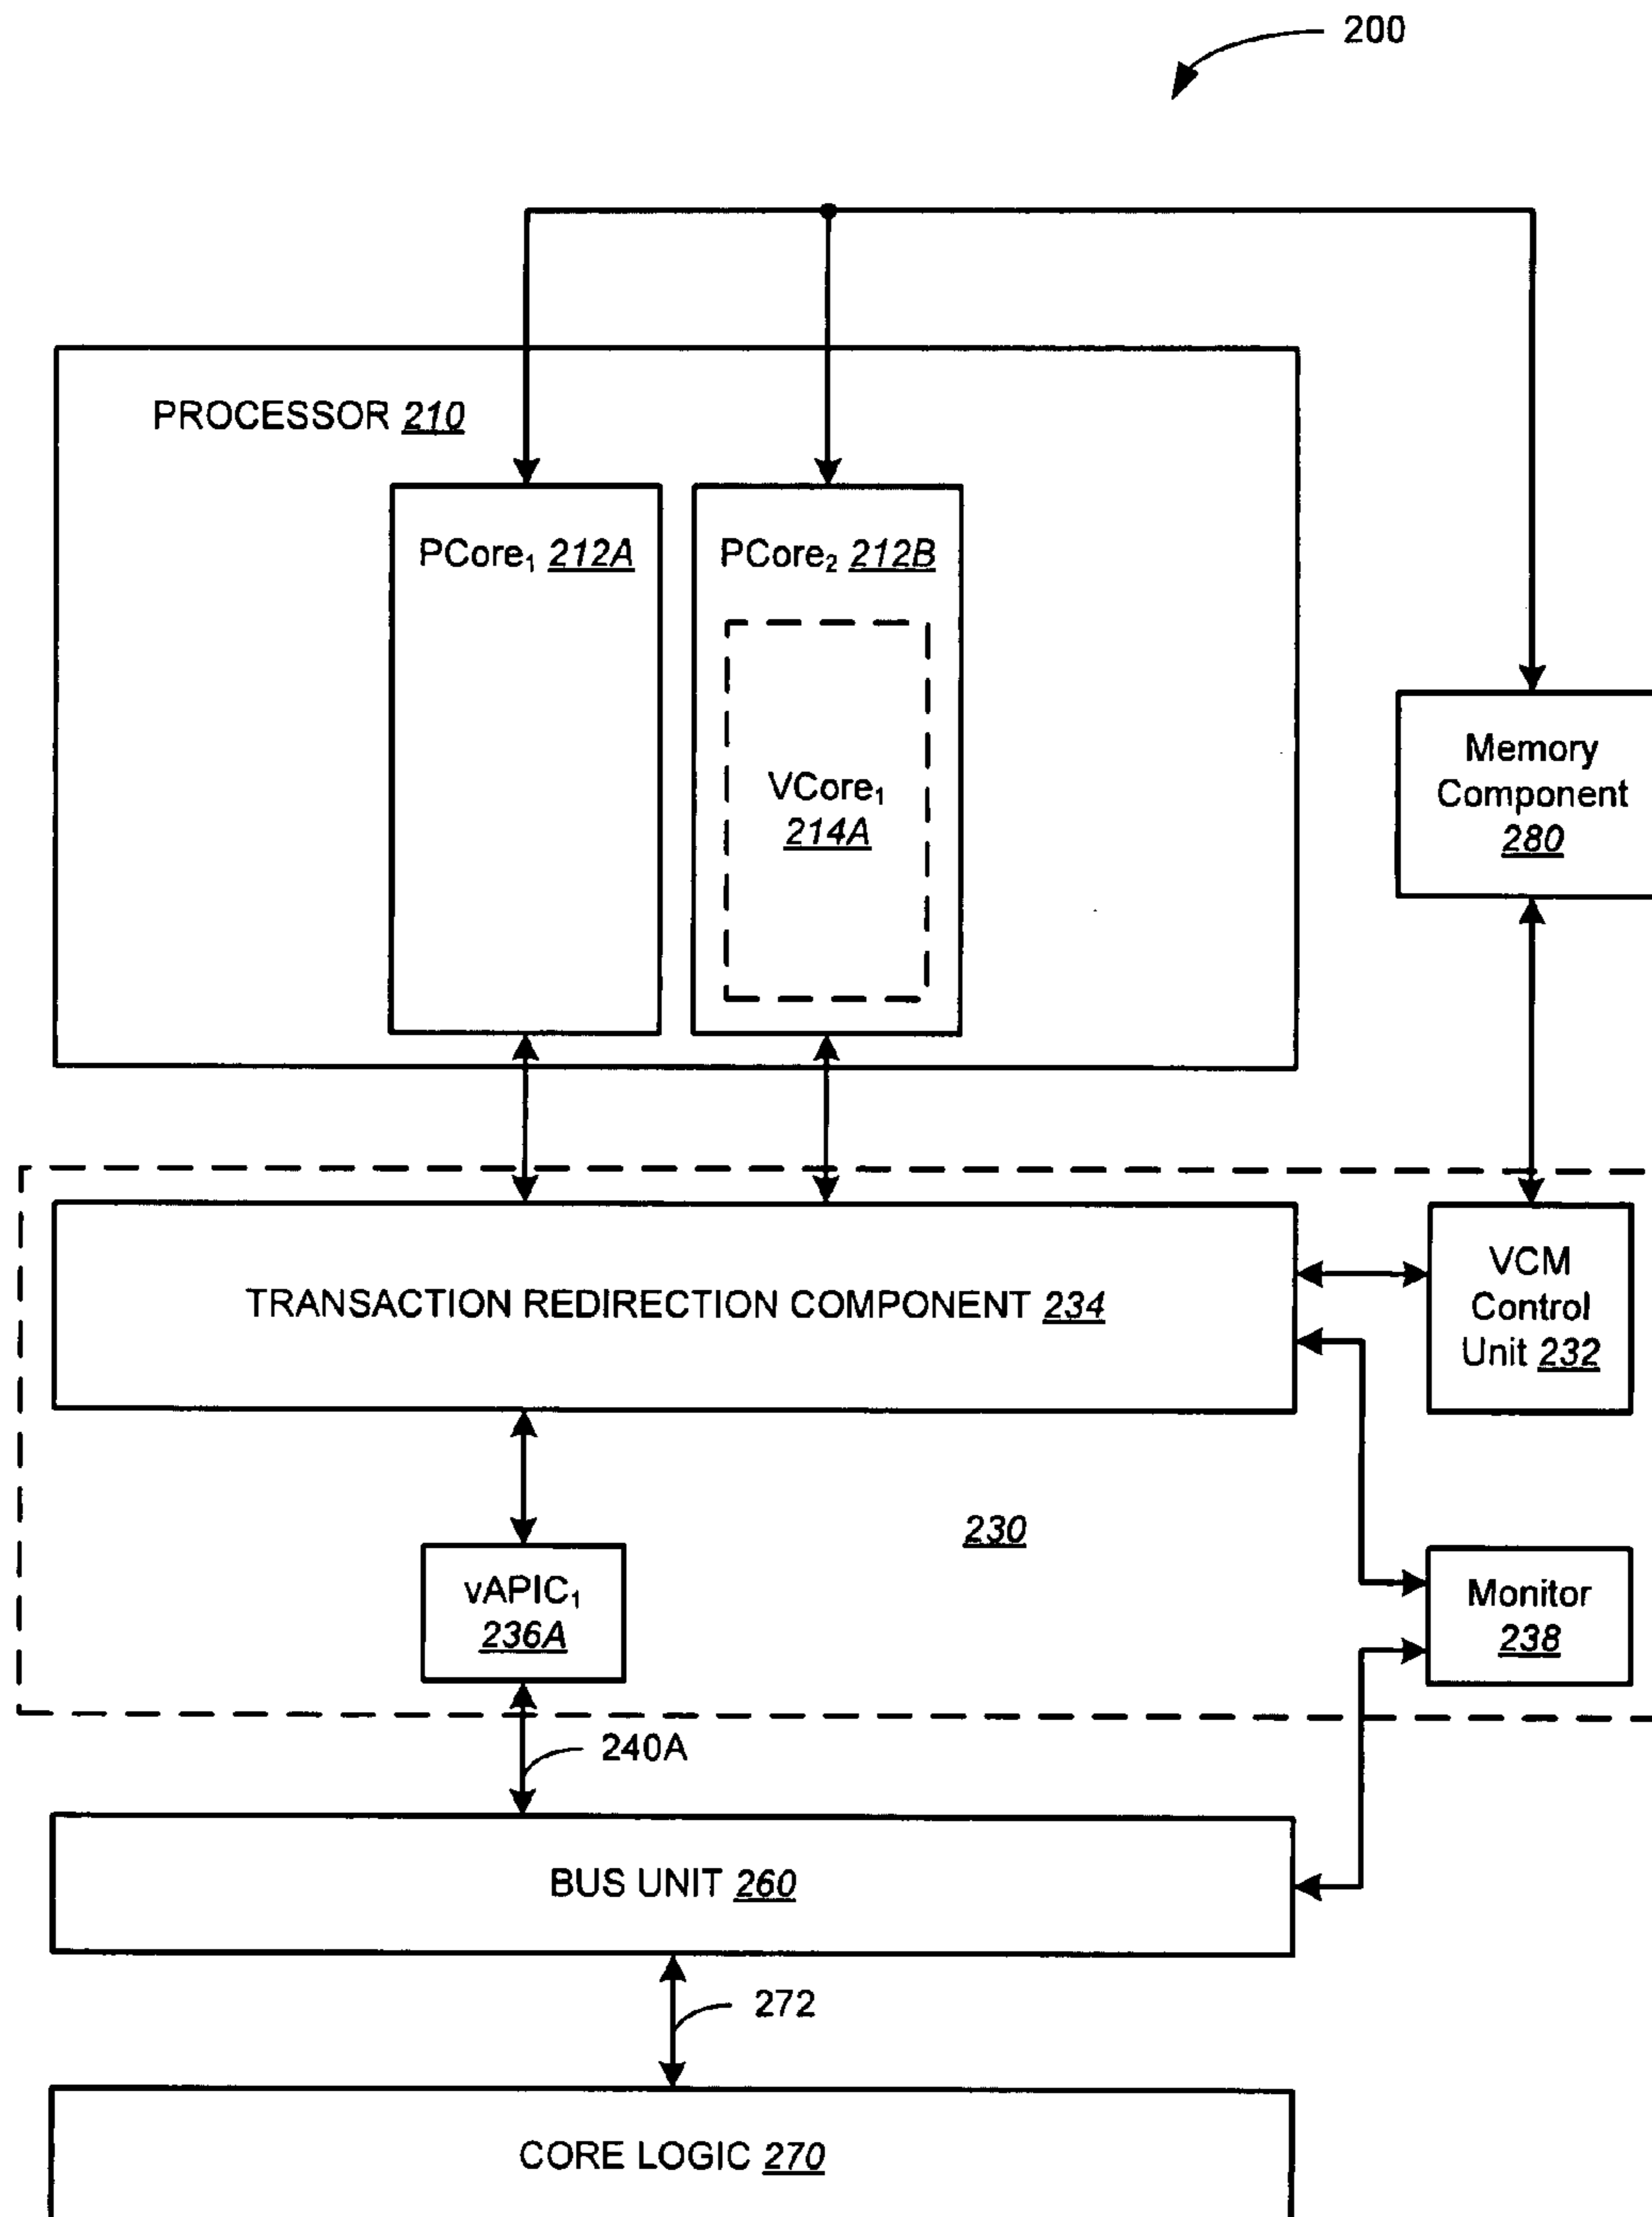 200
PROCESSOR 210
PCore₁ 212A
PCore₂ 212B
VCore₁
214A
Memory
Component
280
TRANSACTION REDIRECTION COMPONENT 234
VCM
Control
Unit 232
230
vAPIC₁
236A
Monitor
238
240A
BUS UNIT 260
272
CORE LOGIC 270